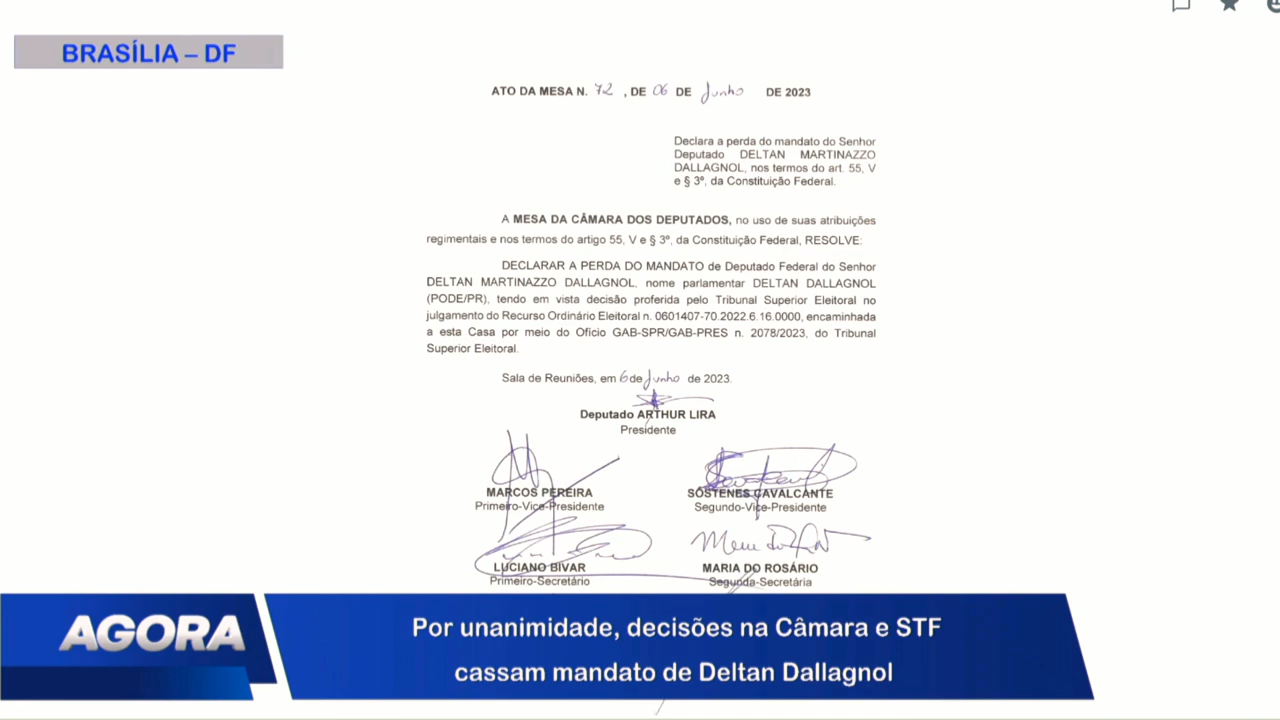 BRASÍLIA – DF
ATO DA MESA N. 72 , DE 06 DE Junho DE 2023
Declara a perda do mandato do Senhor
Deputado DELTAN MARTINAZZO
DALLAGNOL, nos termos do art. 55, V
e § 3º, da Constituição Federal.
A MESA DA CÂMARA DOS DEPUTADOS, no uso de suas atribuições
regimentais e nos termos do artigo 55, V e § 3º, da Constituição Federal, RESOLVE:
DECLARAR A PERDA DO MANDATO de Deputado Federal do Senhor
DELTAN MARTINAZZO DALLAGNOL, nome parlamentar DELTAN DALLAGNOL
(PODE/PR), tendo em vista decisão proferida pelo Tribunal Superior Eleitoral no
julgamento do Recurso Ordinário Eleitoral n. 0601407-70.2022.6.16.0000, encaminhada
a esta Casa por meio do Ofício GAB-SPR/GAB-PRES n. 2078/2023, do Tribunal
Superior Eleitoral.
Sala de Reuniões, em 6 de Junho de 2023.
Deputado ARTHUR LIRA
Presidente
MARCOS PEREIRA
Primeiro-Vice-Presidente
SÓSTENES CAVALCANTE
Segundo-Vice-Presidente
LUCIANO BIVAR
Primeiro-Secretário
MARIA DO ROSÁRIO
Segunda-Secretária
AGORA
Por unanimidade, decisões na Câmara e STF
cassam mandato de Deltan Dallagnol